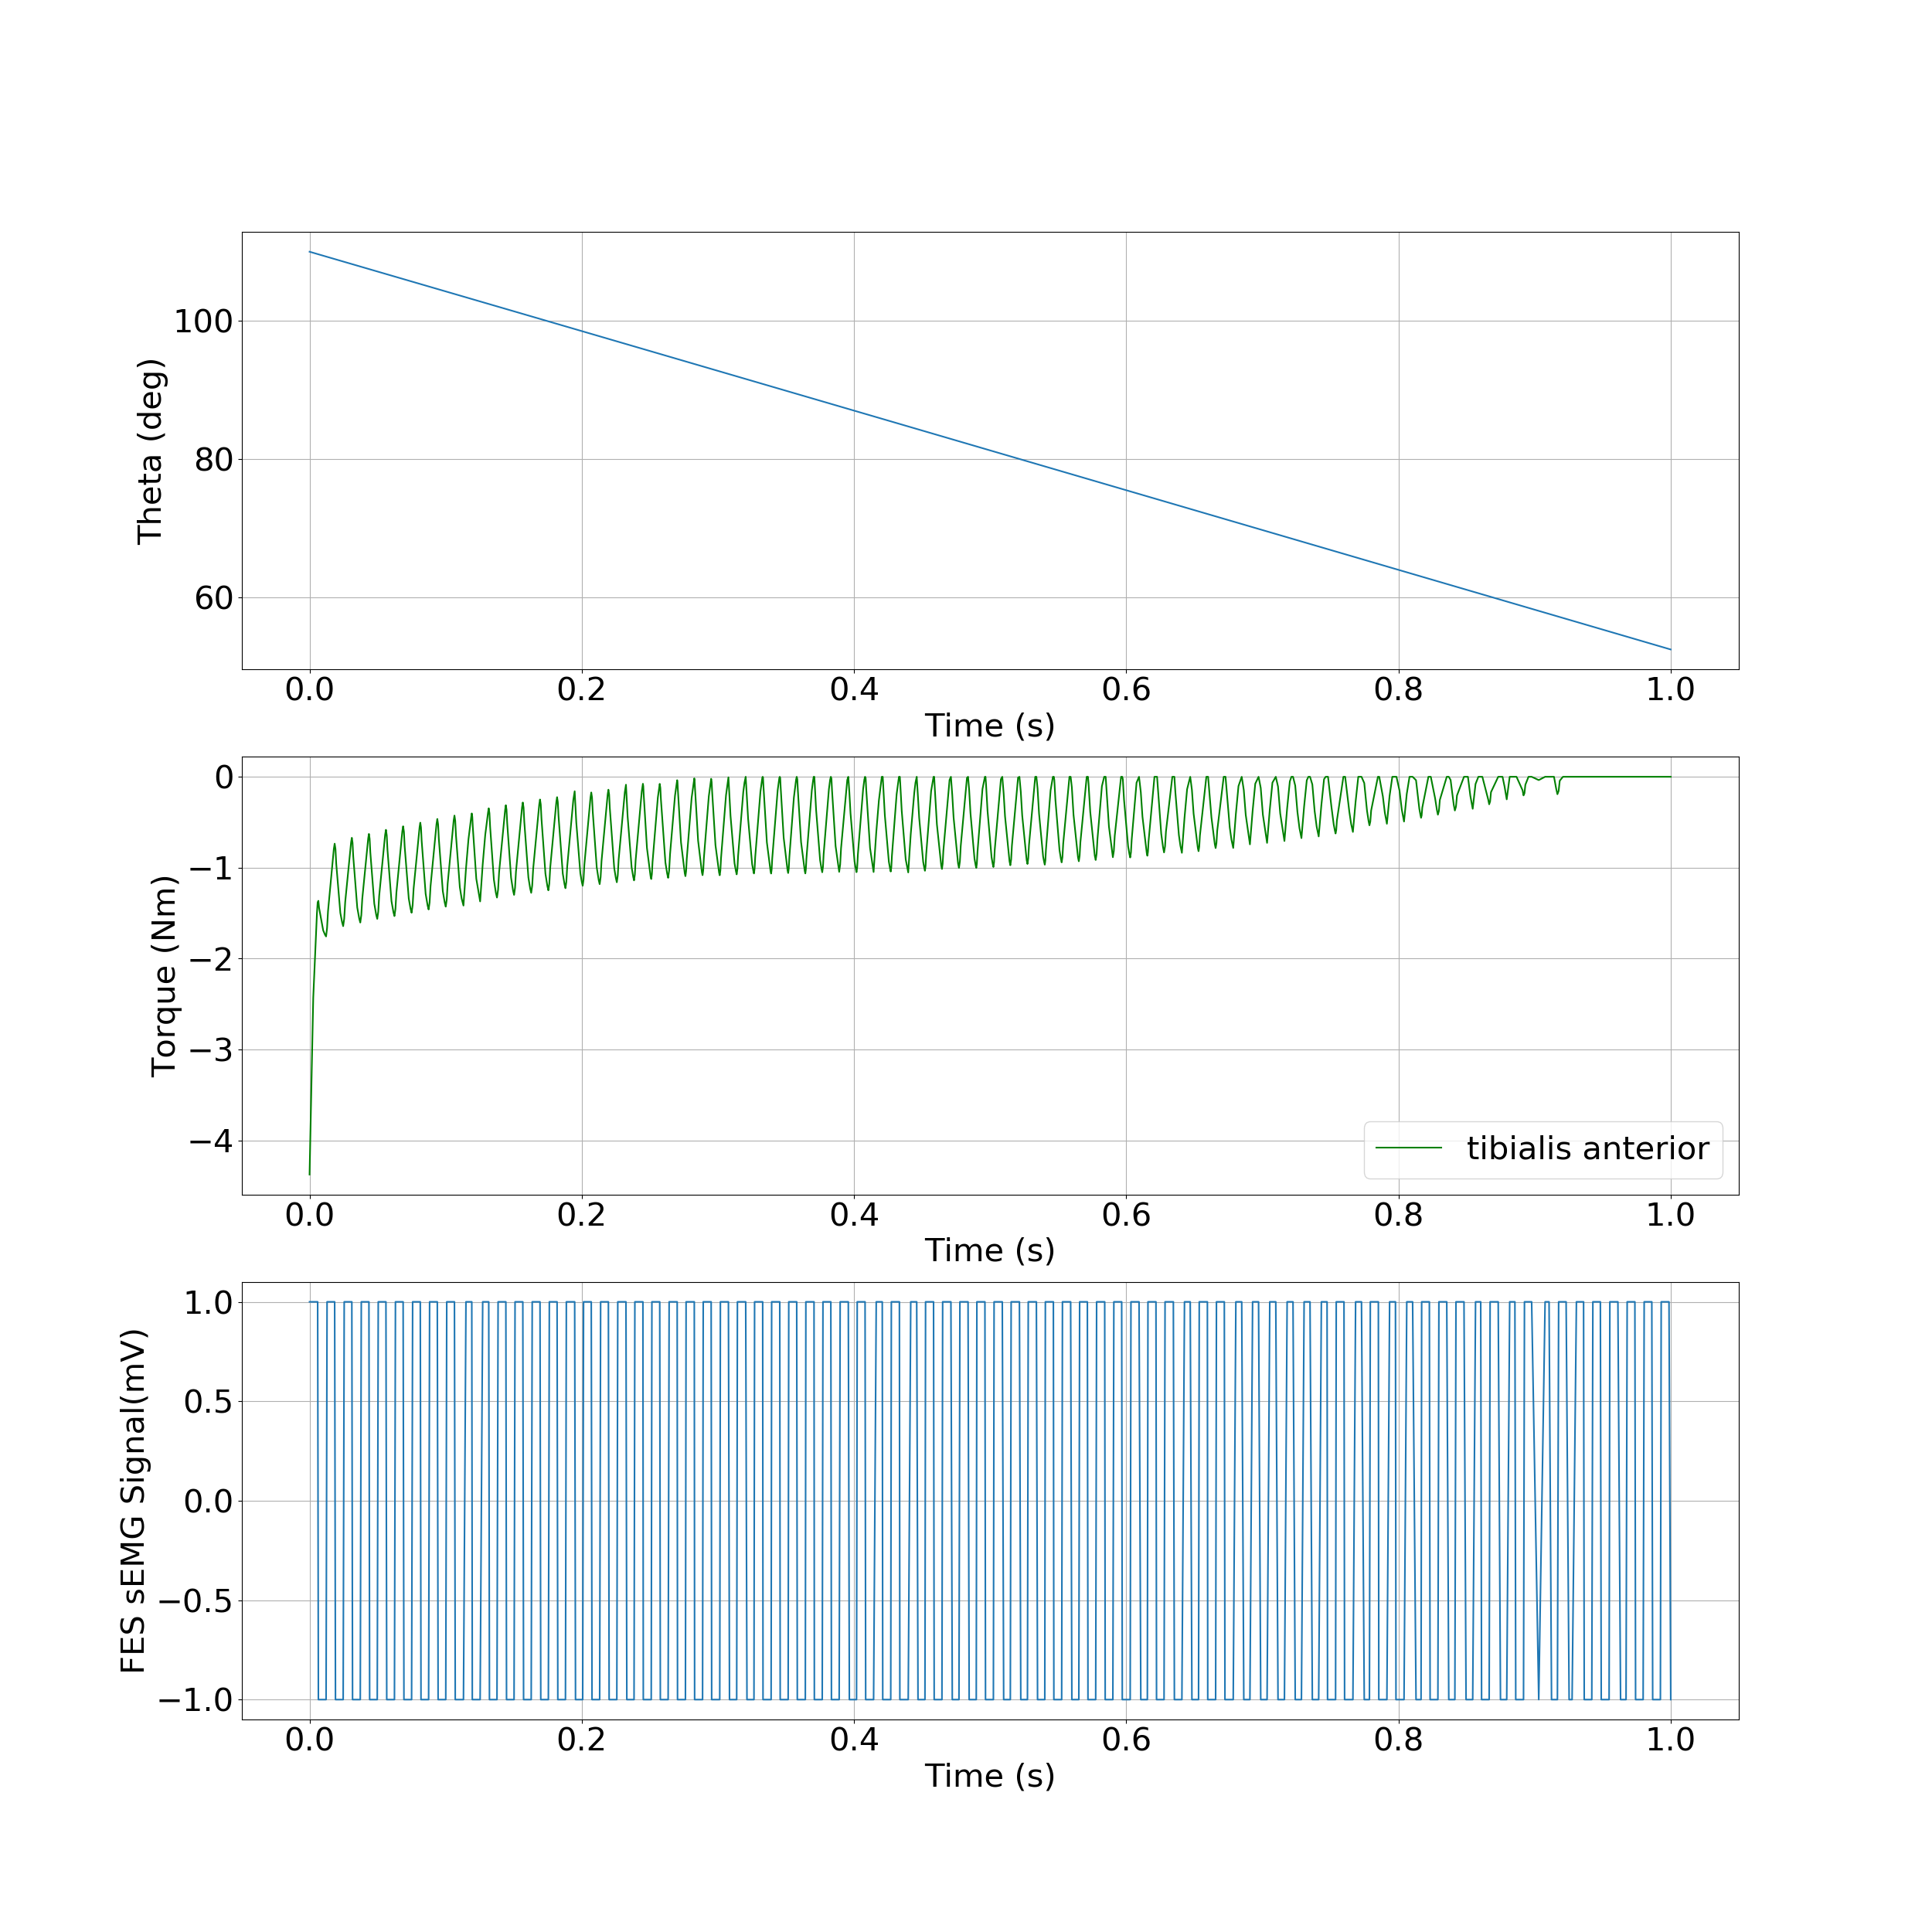 100
80
60
Theta (deg)
0.0 0.2 0.4 0.6 0.8 1.0
Time (s)
0
−1
−2
−3
−4
Torque (Nm)
tibialis anterior
0.0 0.2 0.4 0.6 0.8 1.0
Time (s)
1.0
0.5
0.0
−0.5
−1.0
FES sEMG Signal(mV)
0.0 0.2 0.4 0.6 0.8 1.0
Time (s)